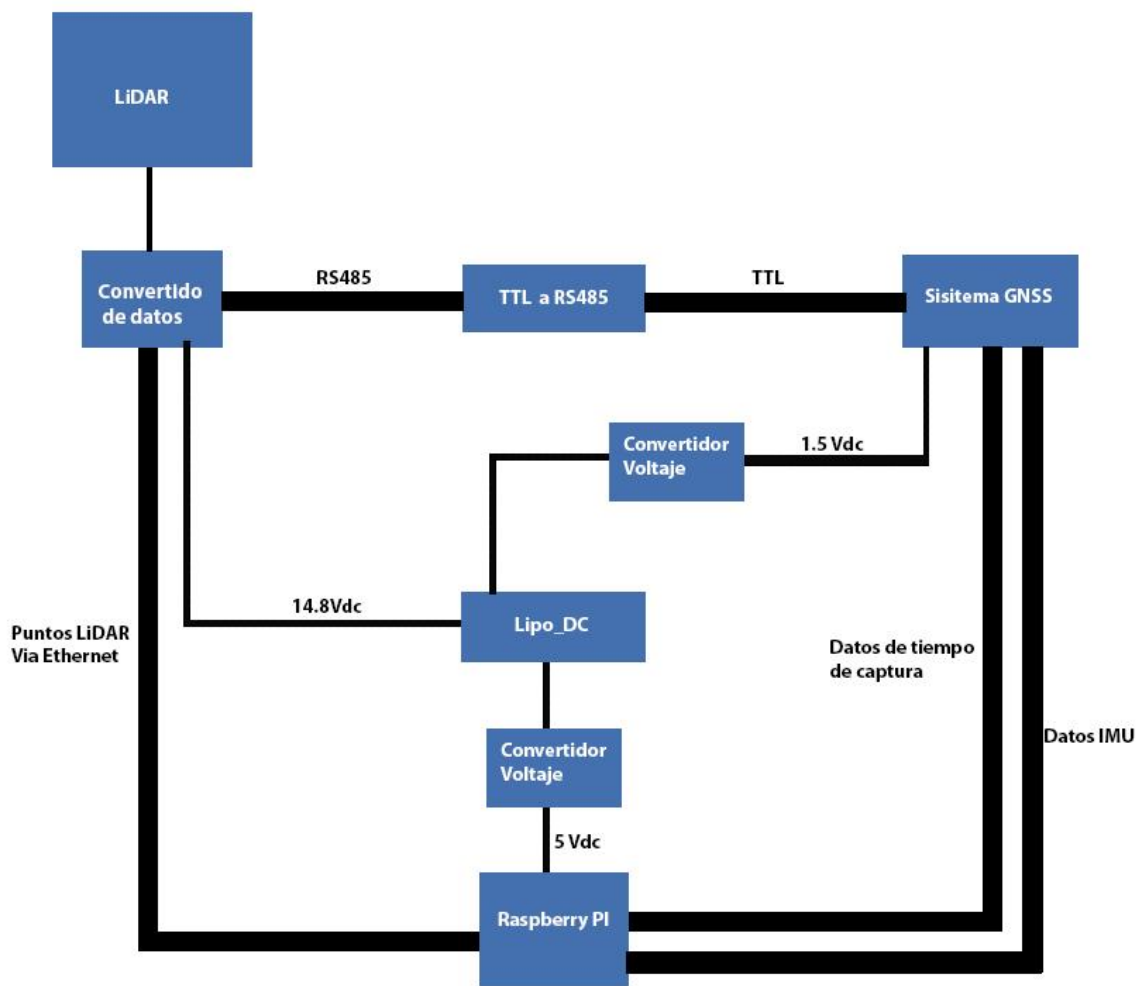 LiDAR
Convertido
de datos
RS485
TTL a RS485
TTL
Sisitema GNSS
Convertidor
Voltaje
1.5 Vdc
14.8Vdc
Lipo_DC
Puntos LiDAR
Via Ethernet
Datos de tiempo
de captura
Datos IMU
Convertidor
Voltaje
5 Vdc
Raspberry PI